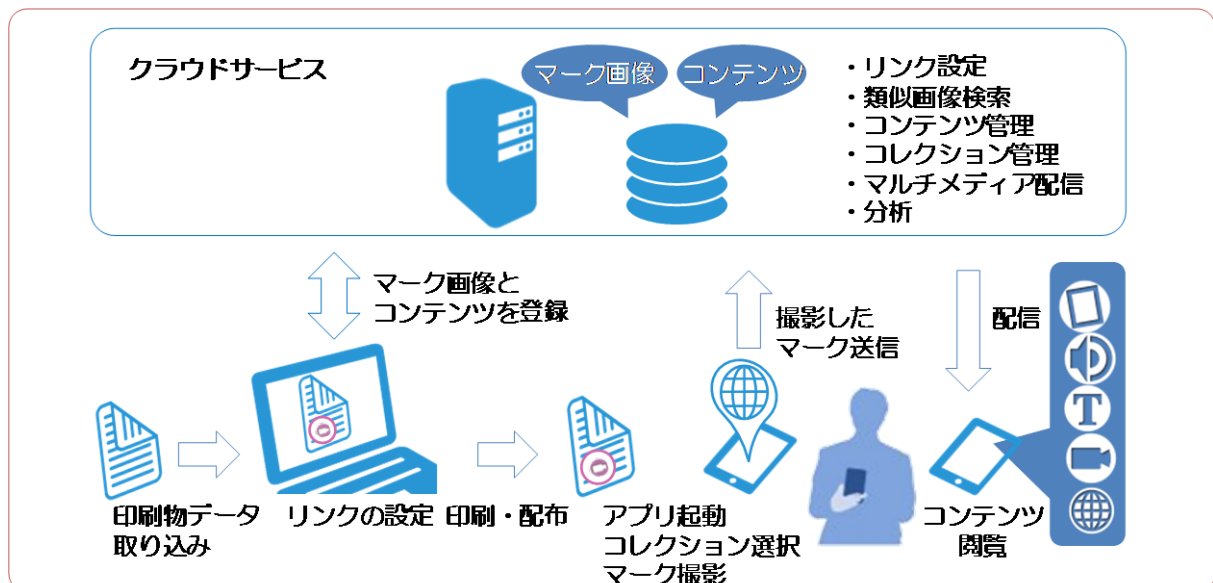 クラウドサービス
マーク画像
コンテンツ
・リンク設定
・類似画像検索
・コンテンツ管理
・コレクション管理
・マルチメディア配信
・分析
マーク画像と
コンテンツを登録
撮影した
マーク送信
配信
T
印刷物データ
取り込み
リンクの設定
印刷・配布
アプリ起動
コレクション選択
マーク撮影
コンテンツ
閲覧